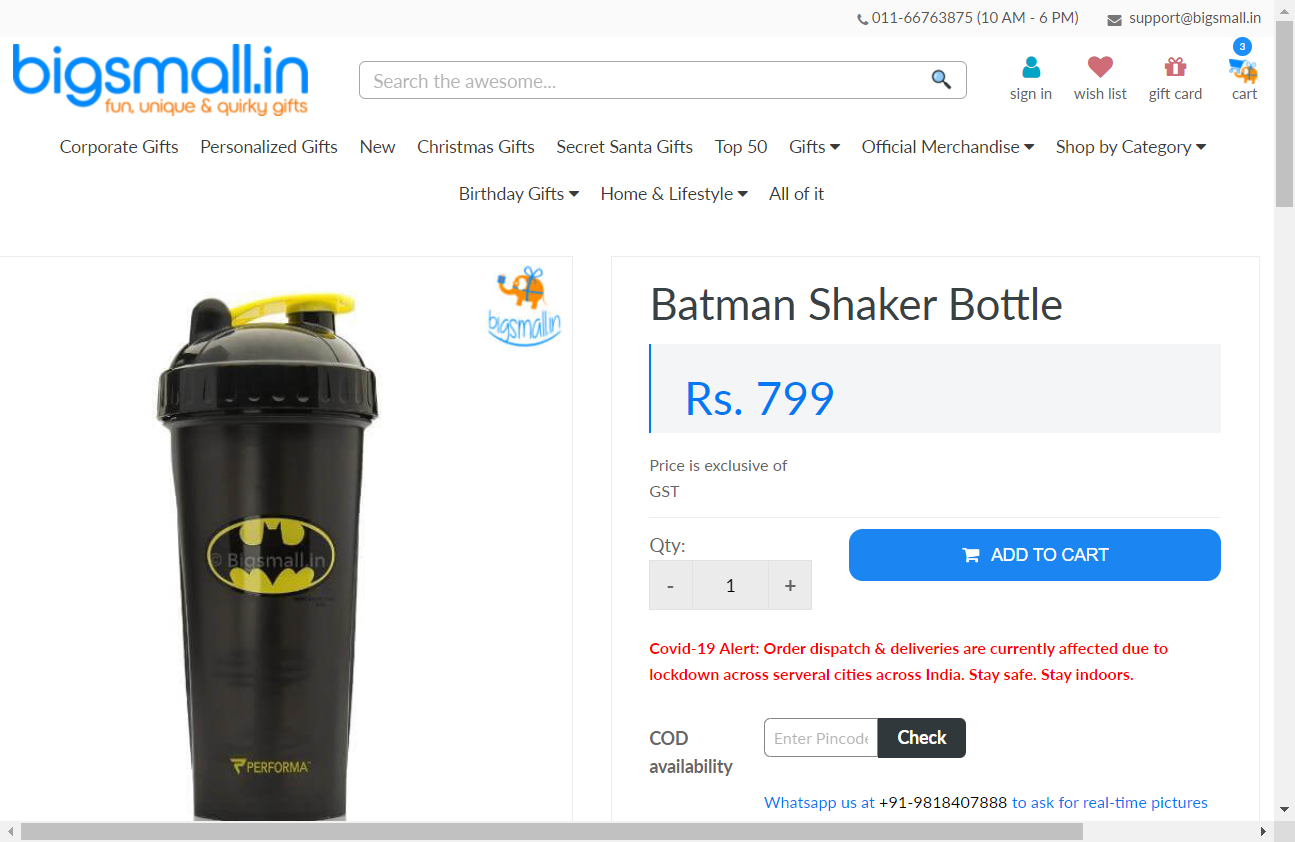 011-66763875 (10 AM - 6 PM) support@bigsmall.in
bigsmall.in
fun, unique & quirky gifts
Search the awesome...
3
sign in wish list gift card cart
Corporate Gifts Personalized Gifts New Christmas Gifts Secret Santa Gifts Top 50 Gifts Official Merchandise Shop by Category
Birthday Gifts Home & Lifestyle All of it
bigsmall.in
© Bigsmall.in
PERFORMA
Batman Shaker Bottle
Rs. 799
Price is exclusive of
GST
Qty:
- 1 +
ADD TO CART
Covid-19 Alert: Order dispatch & deliveries are currently affected due to
lockdown across serveral cities across India. Stay safe. Stay indoors.
COD
availability
Enter Pincode
Check
Whatsapp us at +91-9818407888 to ask for real-time pictures